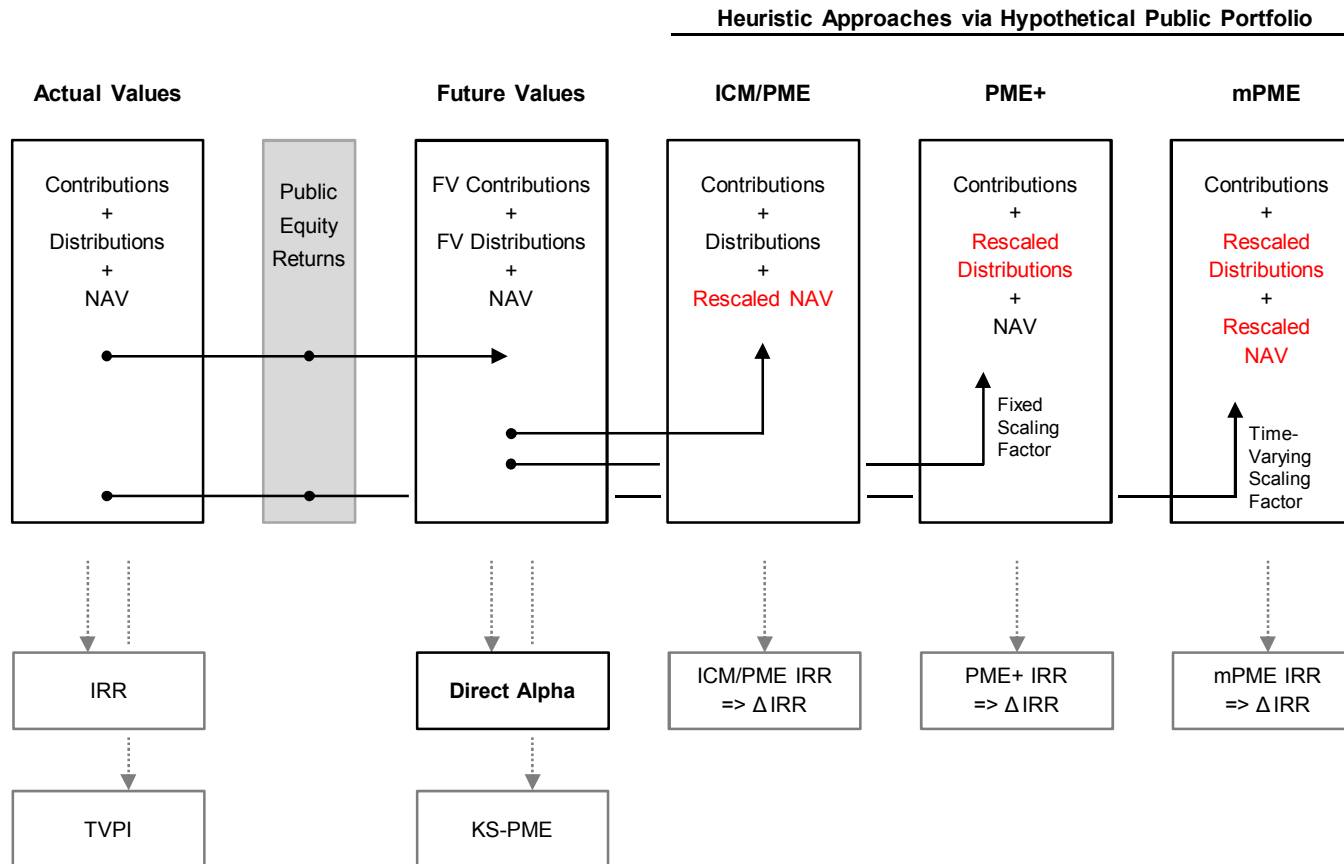 Heuristic Approaches via Hypothetical Public Portfolio
Actual Values
Future Values
ICM/PME
PME+
mPME
Contributions
+
Distributions
+
NAV
Public
Equity
Returns
FV Contributions
+
FV Distributions
+
NAV
Contributions
+
Distributions
+
Rescaled NAV
Contributions
+
Rescaled
Distributions
+
NAV
Fixed
Scaling
Factor
Contributions
+
Rescaled
Distributions
+
Rescaled
NAV
Time-
Varying
Scaling
Factor
IRR
Direct Alpha
ICM/PME IRR
=> Δ IRR
PME+ IRR
=> Δ IRR
mPME IRR
=> Δ IRR
TVPI
KS-PME